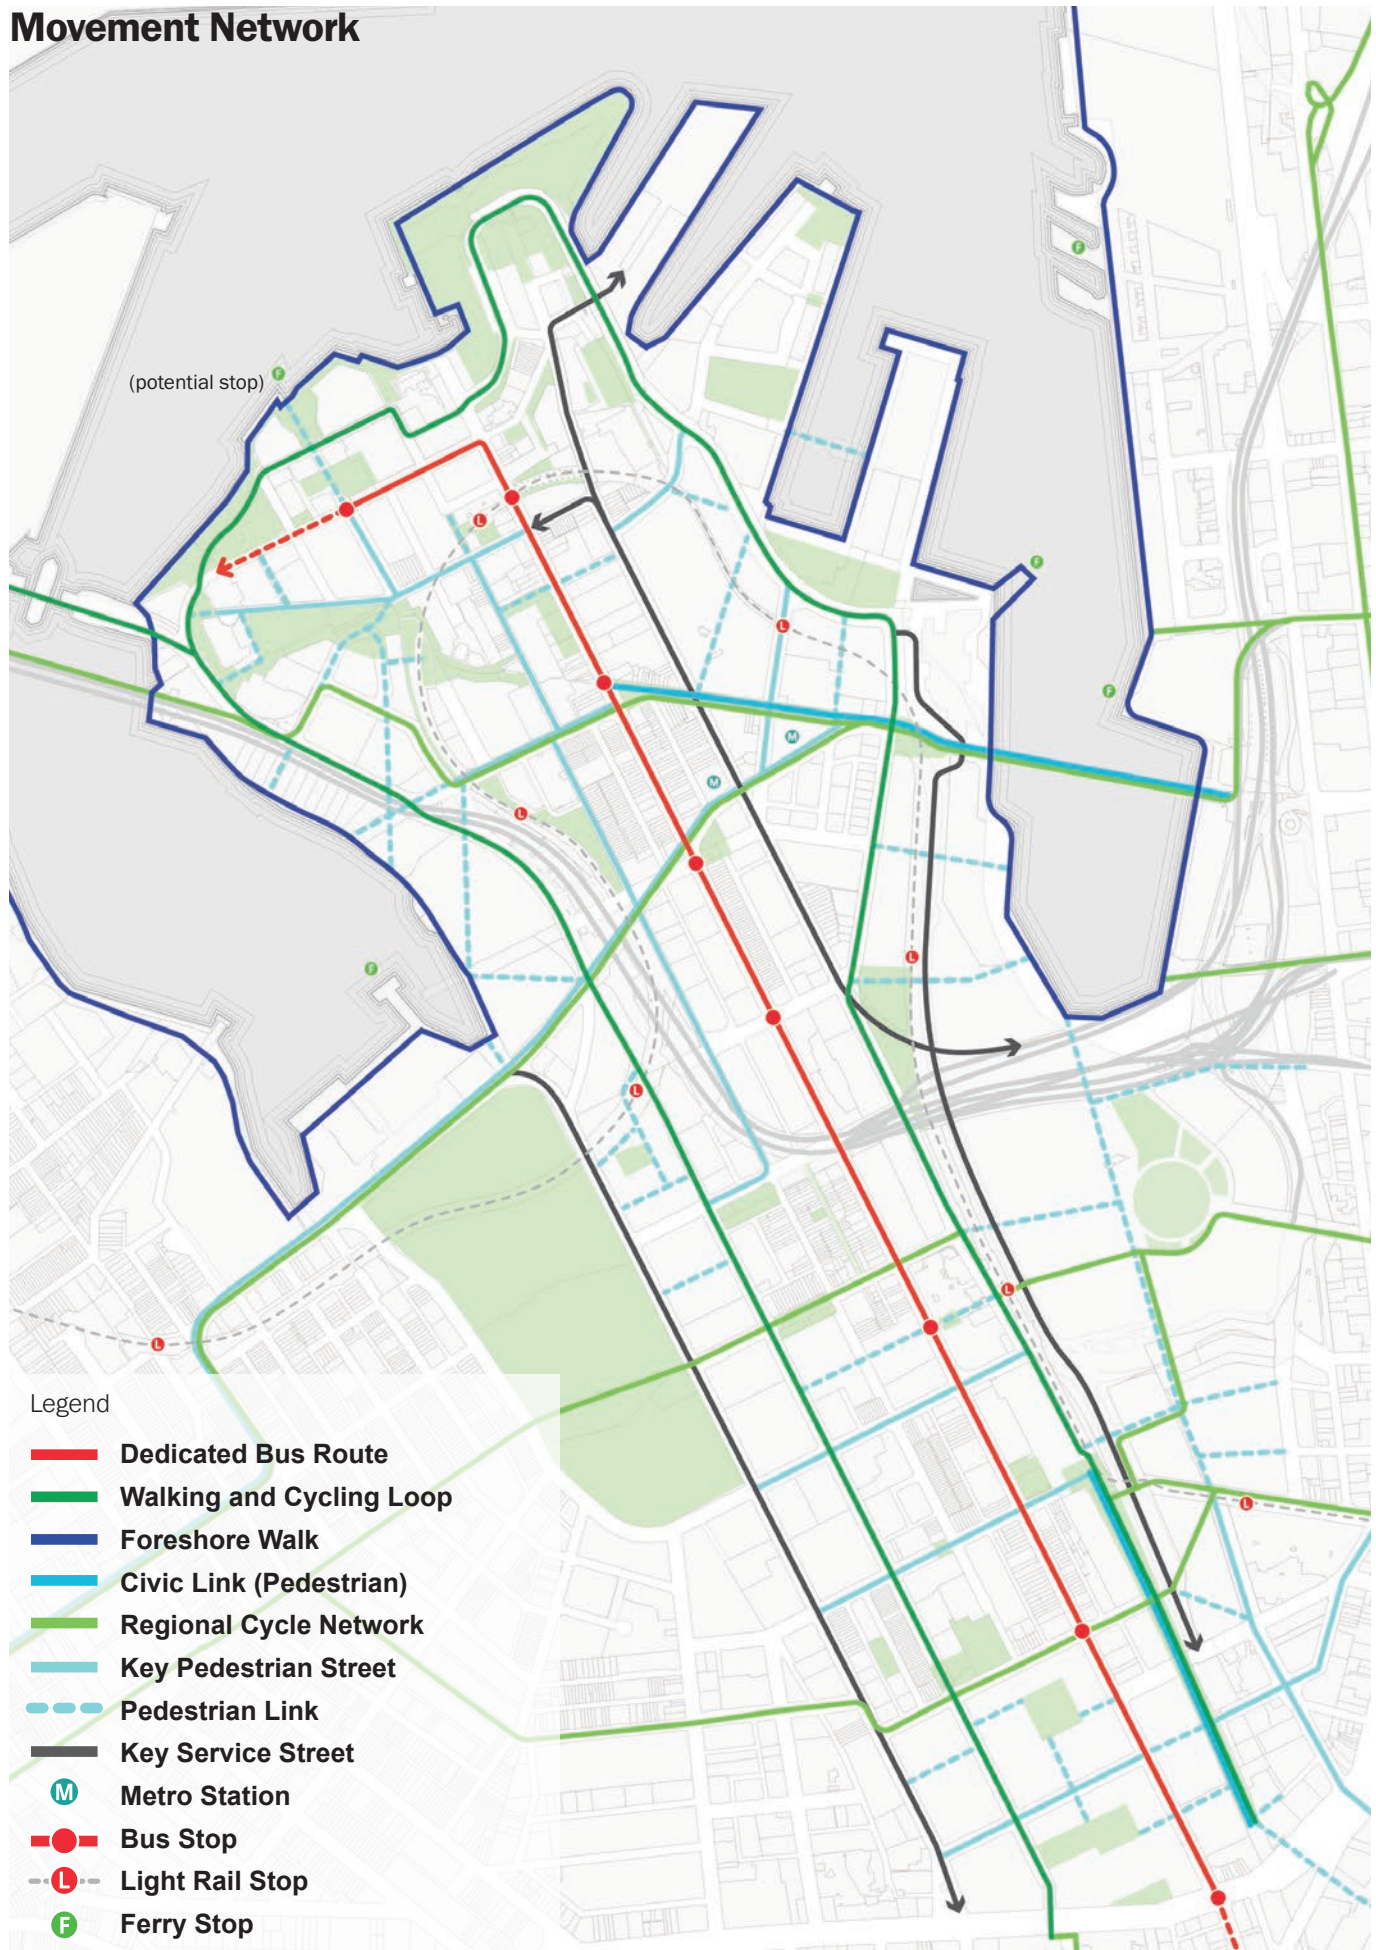 Movement Network
F
F
(potential stop) F
L
F
L
F
M
M
L
L
F
L
L
L
L
Legend
Dedicated Bus Route
Walking and Cycling Loop
Foreshore Walk
Civic Link (Pedestrian)
Regional Cycle Network
Key Pedestrian Street
Pedestrian Link
Key Service Street
M Metro Station
Bus Stop
L Light Rail Stop
F Ferry Stop